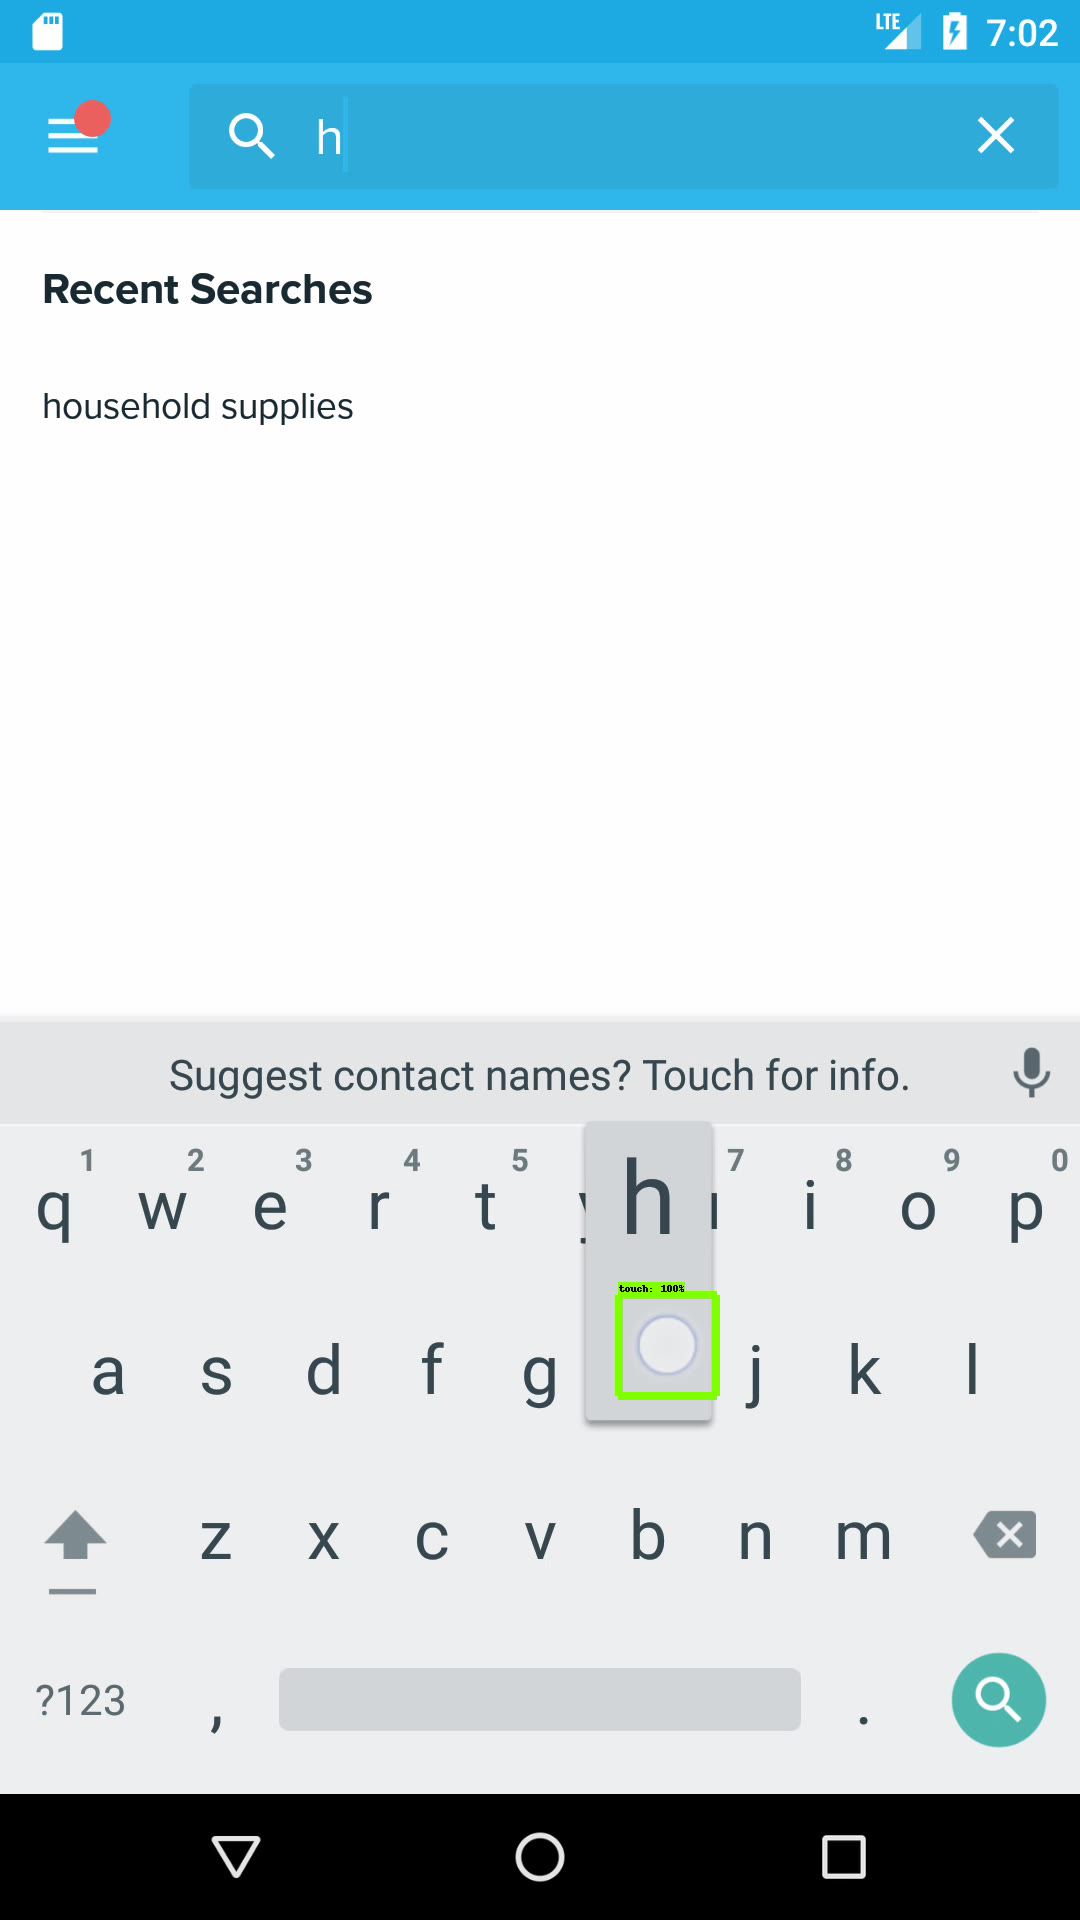 LTE 7:02
h
Recent Searches
household supplies
Suggest contact names? Touch for info.
1 2 3 4 5 7 8 9 0
q w e r t h i o p
touch: 100%
a s d f g j k l
z x c v b n m
?123 , .